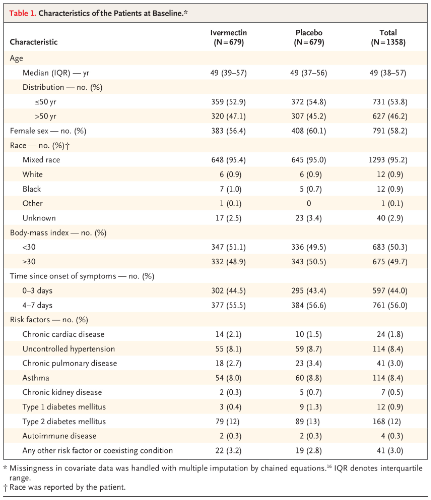 Table 1. Characteristics of the Patients at Baseline.*
Characteristic Ivermectin (N=679) Placebo (N=679) Total (N=1358)
Age
Median (IQR) — yr 49 (39–57) 49 (37–56) 49 (38–57)
Distribution — no. (%)
≤50 yr 359 (52.9) 372 (54.8) 731 (53.8)
>50 yr 320 (47.1) 307 (45.2) 627 (46.2)
Female sex — no. (%) 383 (56.4) 408 (60.1) 791 (58.2)
Race — no. (%)†
Mixed race 648 (95.4) 645 (95.0) 1293 (95.2)
White 6 (0.9) 6 (0.9) 12 (0.9)
Black 7 (1.0) 5 (0.7) 12 (0.9)
Other 1 (0.1) 0 1 (0.1)
Unknown 17 (2.5) 23 (3.4) 40 (2.9)
Body-mass index — no. (%)
<30 347 (51.1) 336 (49.5) 683 (50.3)
≥30 332 (48.9) 343 (50.5) 675 (49.7)
Time since onset of symptoms — no. (%)
0–3 days 302 (44.5) 295 (43.4) 597 (44.0)
4–7 days 377 (55.5) 384 (56.6) 761 (56.0)
Risk factors — no. (%)
Chronic cardiac disease 14 (2.1) 10 (1.5) 24 (1.8)
Uncontrolled hypertension 55 (8.1) 59 (8.7) 114 (8.4)
Chronic pulmonary disease 18 (2.7) 23 (3.4) 41 (3.0)
Asthma 54 (8.0) 60 (8.8) 114 (8.4)
Chronic kidney disease 2 (0.3) 5 (0.7) 7 (0.5)
Type 1 diabetes mellitus 3 (0.4) 9 (1.3) 12 (0.9)
Type 2 diabetes mellitus 79 (12) 89 (13) 168 (12)
Autoimmune disease 2 (0.3) 2 (0.3) 4 (0.3)
Any other risk factor or coexisting condition 22 (3.2) 19 (2.8) 41 (3.0)
* Missingness in covariate data was handled with multiple imputation by chained equations. IQR denotes interquartile
range.
† Race was reported by the patient.